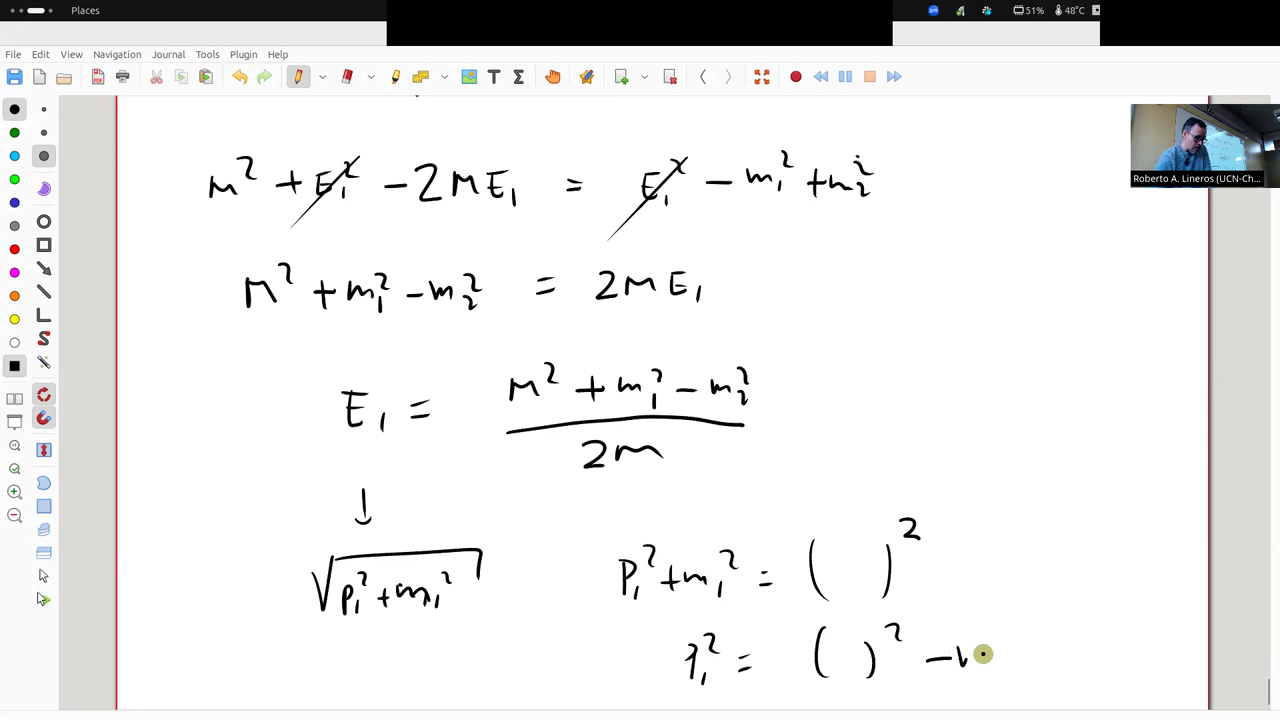 Places
51% 48°C
File Edit View Navigation Journal Tools Plugin Help
M² + E₁² - 2ME₁ = E₁² - m₁² + m₂²
Roberto A. Lineros (UCN-Ch...
M² + m₁² - m₂² = 2ME₁
E₁ = (M² + m₁² - m₂²) / 2M
↓
√(p₁² + m₁²)
P₁² + m₁² = ( )²
P₁² = ( )² -